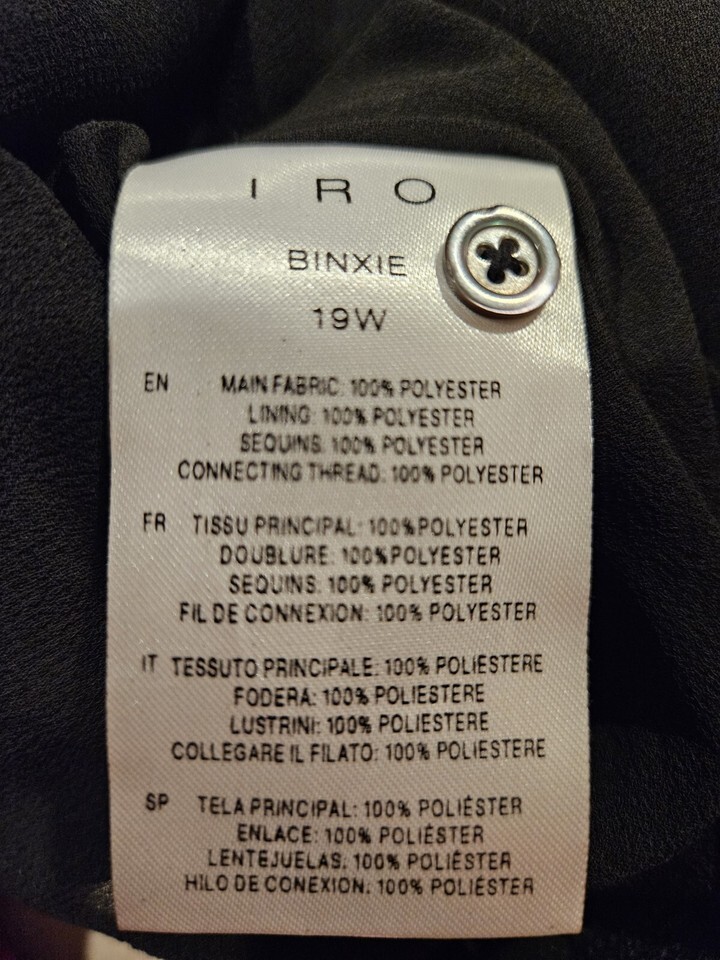 IRO
BINXIE
19W
EN MAIN FABRIC: 100% POLYESTER
LINING: 100% POLYESTER
SEQUINS: 100% POLYESTER
CONNECTING THREAD: 100% POLYESTER
FR TISSU PRINCIPAL: 100%POLYESTER
DOUBLURE: 100%POLYESTER
SEQUINS: 100% POLYESTER
FIL DE CONNEXION: 100% POLYESTER
IT TESSUTO PRINCIPALE: 100% POLIESTERE
FODERA: 100% POLIESTERE
LUSTRINI: 100% POLIESTERE
COLLEGARE IL FILATO: 100% POLIESTERE
SP TELA PRINCIPAL: 100% POLIÉSTER
ENLACE: 100% POLIÉSTER
LENTEJUELAS: 100% POLIÉSTER
HILO DE CONEXION: 100% POLIÉSTER